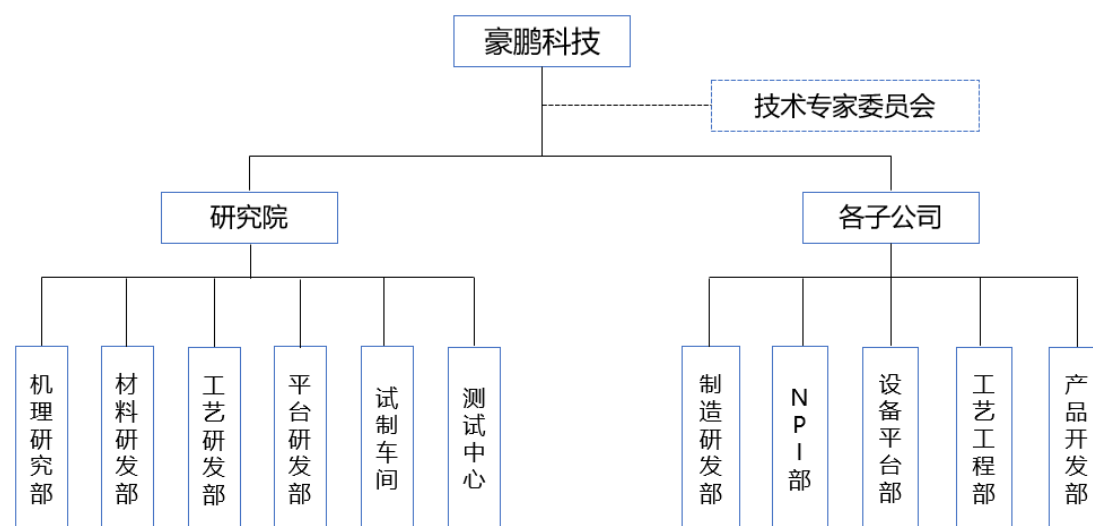 豪鹏科技
技术专家委员会
研究院
各子公司
机理研究部
材料研发部
工艺研发部
平台研发部
试制车间
测试中心
制造研发部
NPI部
设备平台部
工艺工程部
产品开发部